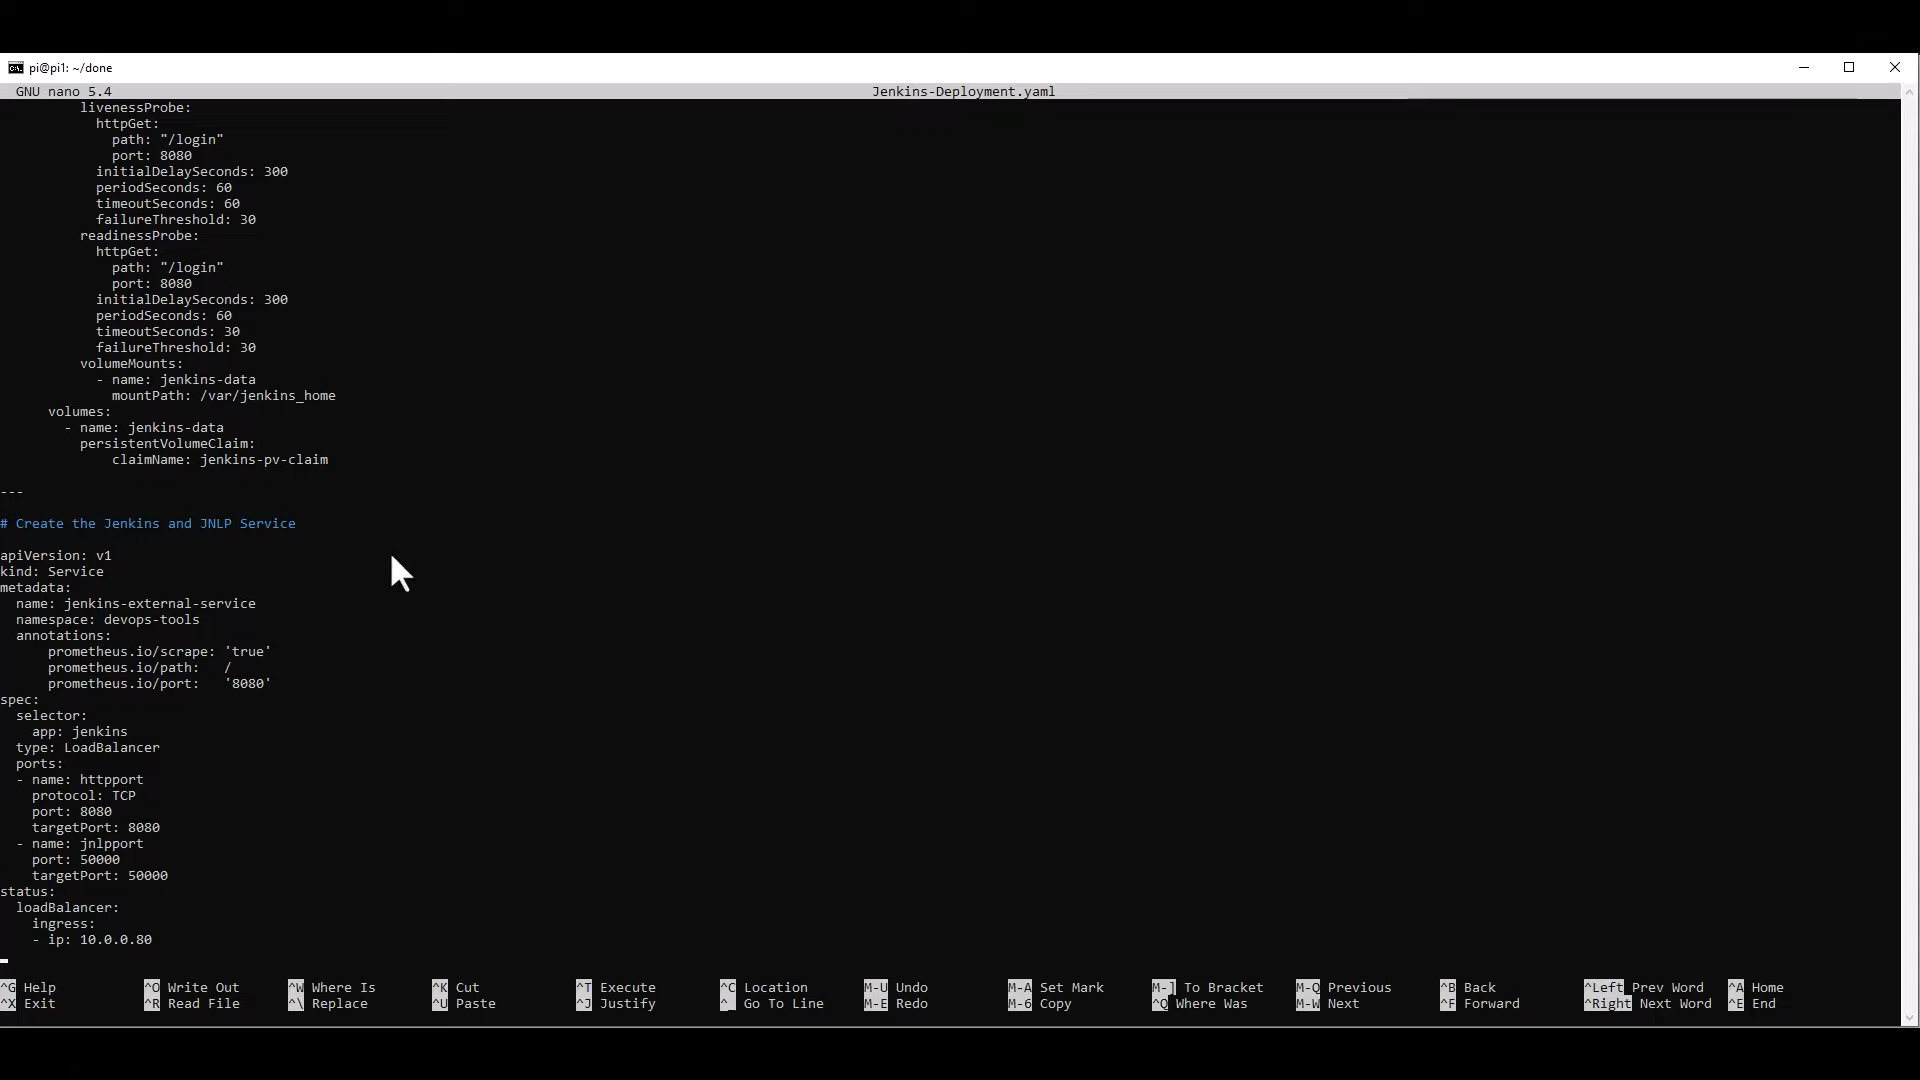 pi@pi1: ~/done
GNU nano 5.4 Jenkins-Deployment.yaml
        livenessProbe:
          httpGet:
            path: "/login"
            port: 8080
          initialDelaySeconds: 300
          periodSeconds: 60
          timeoutSeconds: 60
          failureThreshold: 30
        readinessProbe:
          httpGet:
            path: "/login"
            port: 8080
          initialDelaySeconds: 300
          periodSeconds: 60
          timeoutSeconds: 30
          failureThreshold: 30
        volumeMounts:
          - name: jenkins-data
            mountPath: /var/jenkins_home
      volumes:
        - name: jenkins-data
          persistentVolumeClaim:
              claimName: jenkins-pv-claim
---
# Create the Jenkins and JNLP Service
apiVersion: v1
kind: Service
metadata:
  name: jenkins-external-service
  namespace: devops-tools
  annotations:
      prometheus.io/scrape: 'true'
      prometheus.io/path:   /
      prometheus.io/port:   '8080'
spec:
  selector:
    app: jenkins
  type: LoadBalancer
  ports:
  - name: httpport
    protocol: TCP
    port: 8080
    targetPort: 8080
  - name: jnlpport
    port: 50000
    targetPort: 50000
status:
  loadBalancer:
    ingress:
    - ip: 10.0.0.80
^G Help ^O Write Out ^W Where Is ^K Cut ^T Execute ^C Location M-U Undo M-A Set Mark M-] To Bracket M-Q Previous ^B Back ^Left Prev Word ^A Home
^X Exit ^R Read File ^\ Replace ^U Paste ^J Justify ^_ Go To Line M-E Redo M-6 Copy ^Q Where Was M-W Next ^F Forward ^Right Next Word ^E End